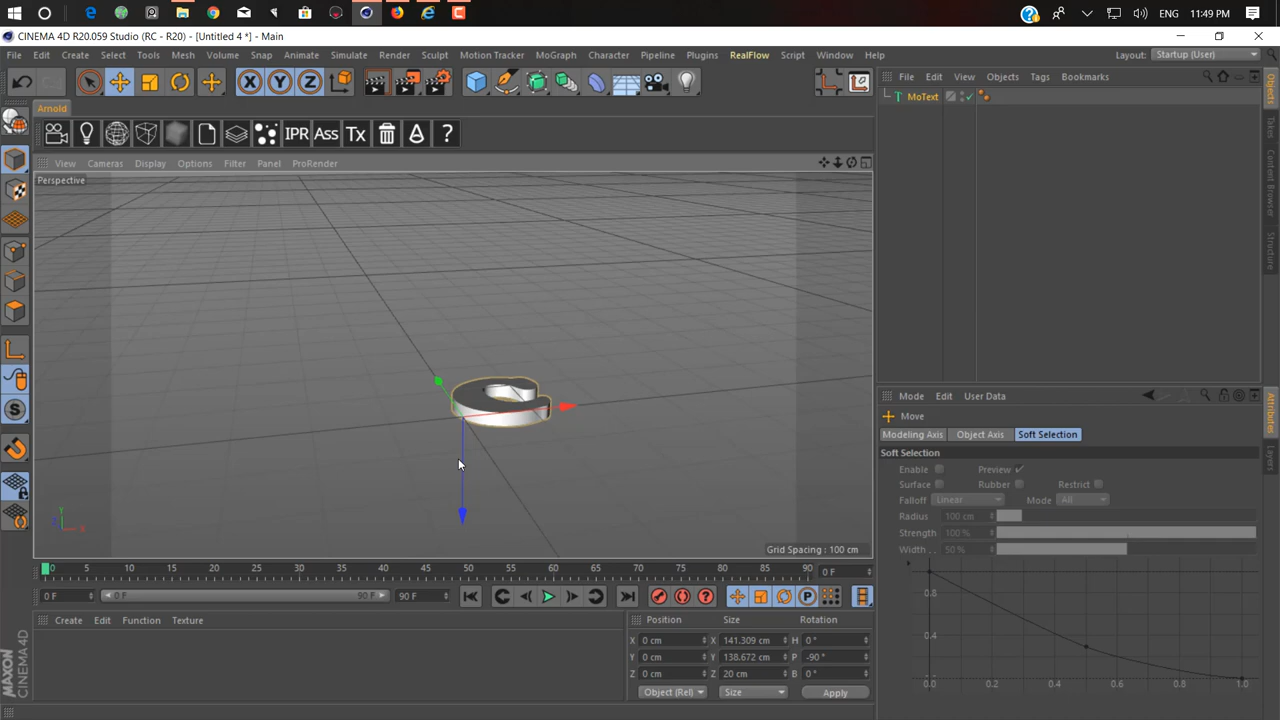 ENG 11:49 PM
CINEMA 4D R20.059 Studio (RC - R20) - [Untitled 4 *] - Main
File Edit Create Select Tools Mesh Volume Snap Animate Simulate Render Sculpt Motion Tracker MoGraph Character Pipeline Plugins RealFlow Script Window Help Layout: Startup (User)
File Edit View Objects Tags Bookmarks
MoText
Arnold
IPR Ass Tx
View Cameras Display Options Filter Panel ProRender
Perspective
Grid Spacing : 100 cm
Objects
Takes
Content Browser
Structure
Mode Edit User Data
Move
Modeling Axis Object Axis Soft Selection
Soft Selection
Enable Preview
Surface Rubber Restrict
Falloff Linear Mode All
Radius 100 cm
Strength 100 %
Width . . 50 %
0.8
0.4
0.0 0.2 0.4 0.6 0.8 1.0
Attributes
Layers
Y
X
0 5 10 15 20 25 30 35 40 45 50 55 60 65 70 75 80 85 90 0 F
0 F 0 F 90 F 90 F
Create Edit Function Texture
Position Size Rotation
X 0 cm X 141.309 cm H 0 °
Y 0 cm Y 138.672 cm P -90 °
Z 0 cm Z 20 cm B 0 °
Object (Rel) Size Apply
MAXON
CINEMA 4D